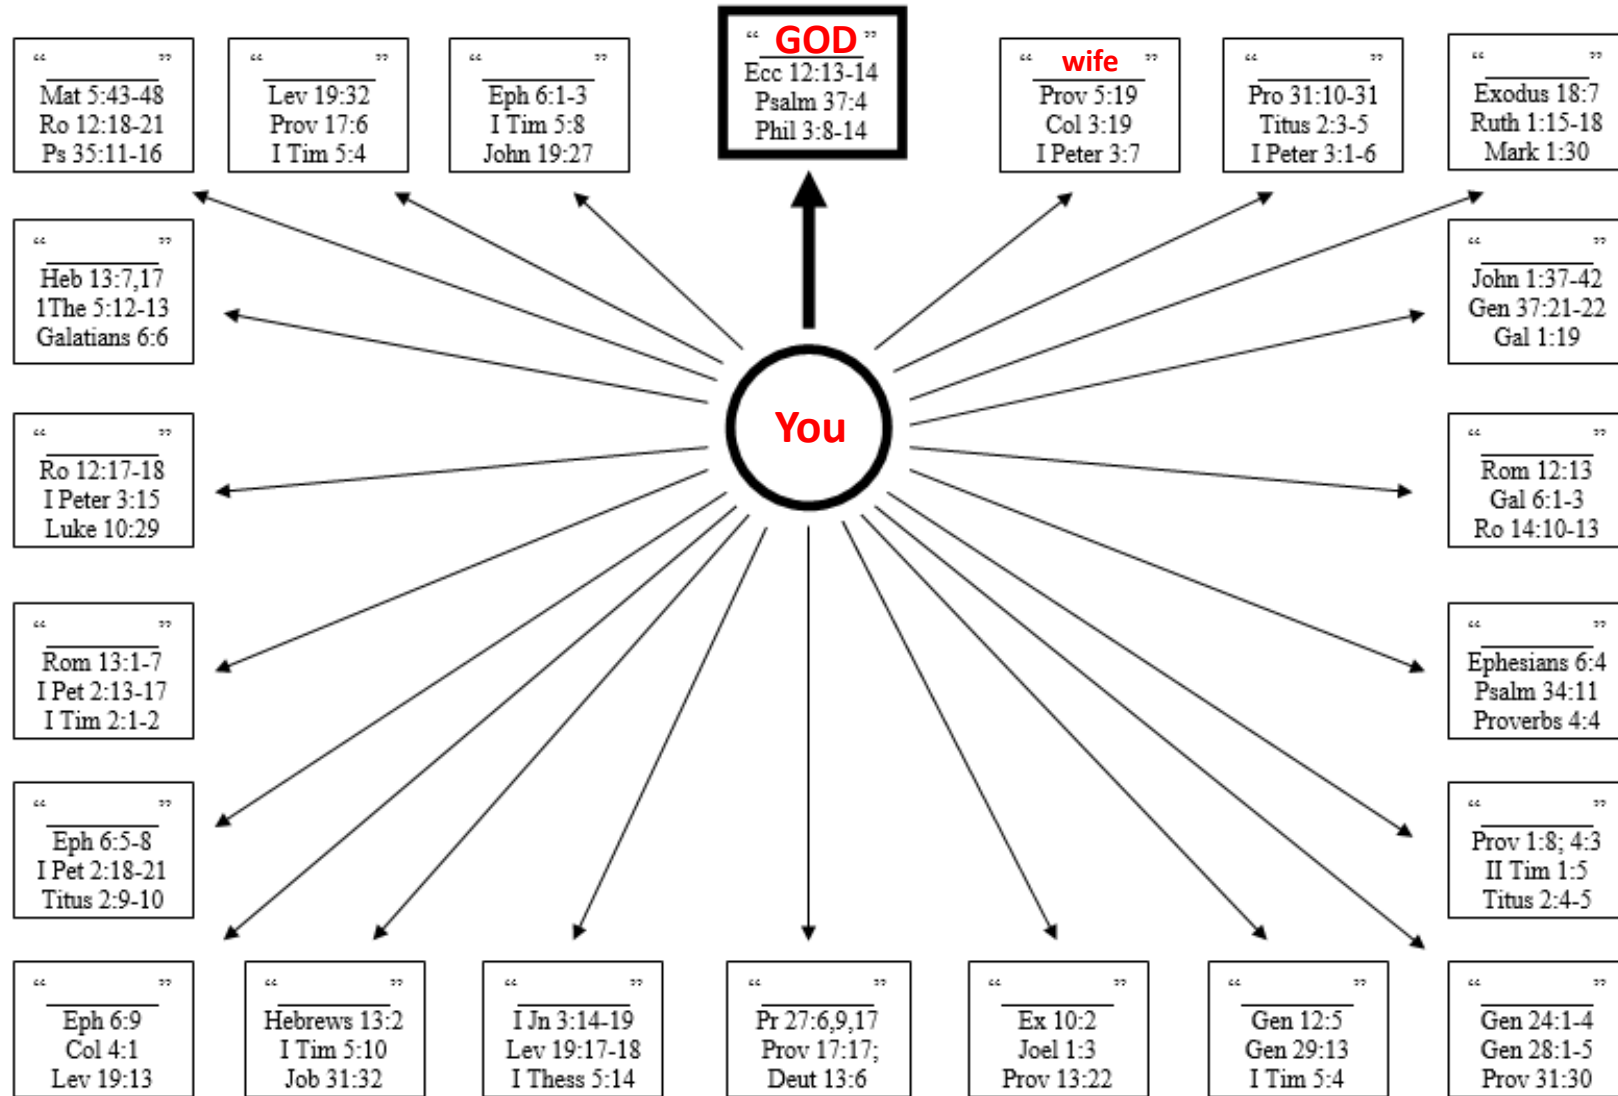 “ ”
Mat 5:43-48
Ro 12:18-21
Ps 35:11-16
“ ”
Lev 19:32
Prov 17:6
I Tim 5:4
“ ”
Eph 6:1-3
I Tim 5:8
John 19:27
“ GOD ”
Ecc 12:13-14
Psalm 37:4
Phil 3:8-14
“ wife ”
Prov 5:19
Col 3:19
I Peter 3:7
“ ”
Pro 31:10-31
Titus 2:3-5
I Peter 3:1-6
“ ”
Exodus 18:7
Ruth 1:15-18
Mark 1:30
“ ”
Heb 13:7,17
1The 5:12-13
Galatians 6:6
“ ”
John 1:37-42
Gen 37:21-22
Gal 1:19
You
“ ”
Ro 12:17-18
I Peter 3:15
Luke 10:29
“ ”
Rom 12:13
Gal 6:1-3
Ro 14:10-13
“ ”
Rom 13:1-7
I Pet 2:13-17
I Tim 2:1-2
“ ”
Ephesians 6:4
Psalm 34:11
Proverbs 4:4
“ ”
Eph 6:5-8
I Pet 2:18-21
Titus 2:9-10
“ ”
Prov 1:8; 4:3
II Tim 1:5
Titus 2:4-5
“ ”
Eph 6:9
Col 4:1
Lev 19:13
“ ”
Hebrews 13:2
I Tim 5:10
Job 31:32
“ ”
I Jn 3:14-19
Lev 19:17-18
I Thess 5:14
“ ”
Pr 27:6,9,17
Prov 17:17;
Deut 13:6
“ ”
Ex 10:2
Joel 1:3
Prov 13:22
“ ”
Gen 12:5
Gen 29:13
I Tim 5:4
“ ”
Gen 24:1-4
Gen 28:1-5
Prov 31:30